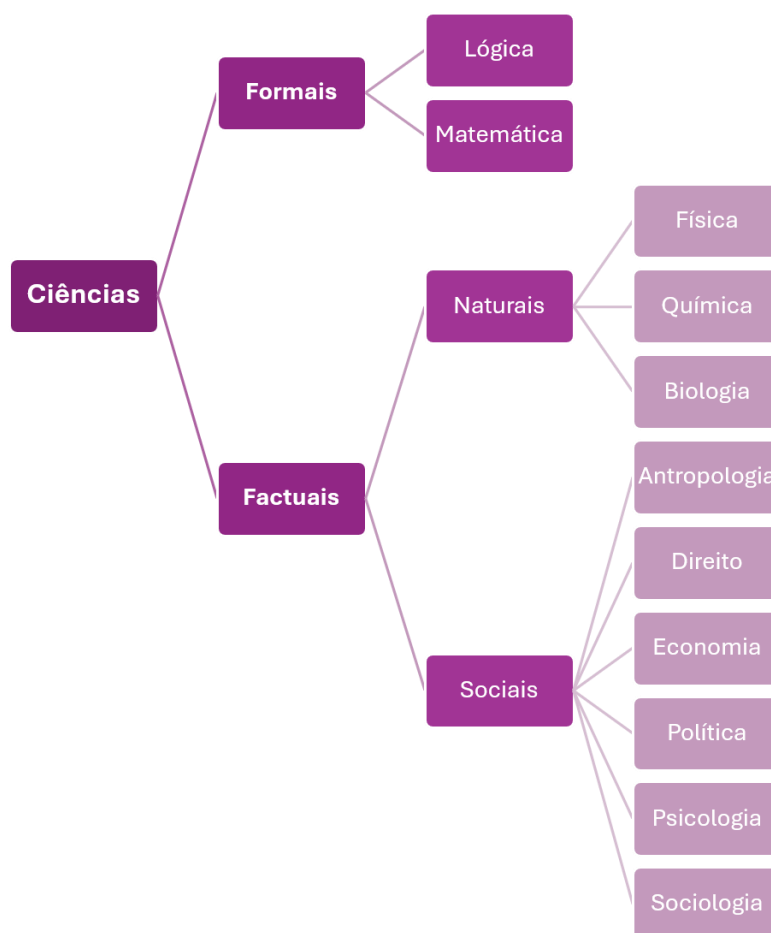 Ciências
Formais
Lógica
Matemática
Factuais
Naturais
Física
Química
Biologia
Sociais
Antropologia
Direito
Economia
Política
Psicologia
Sociologia